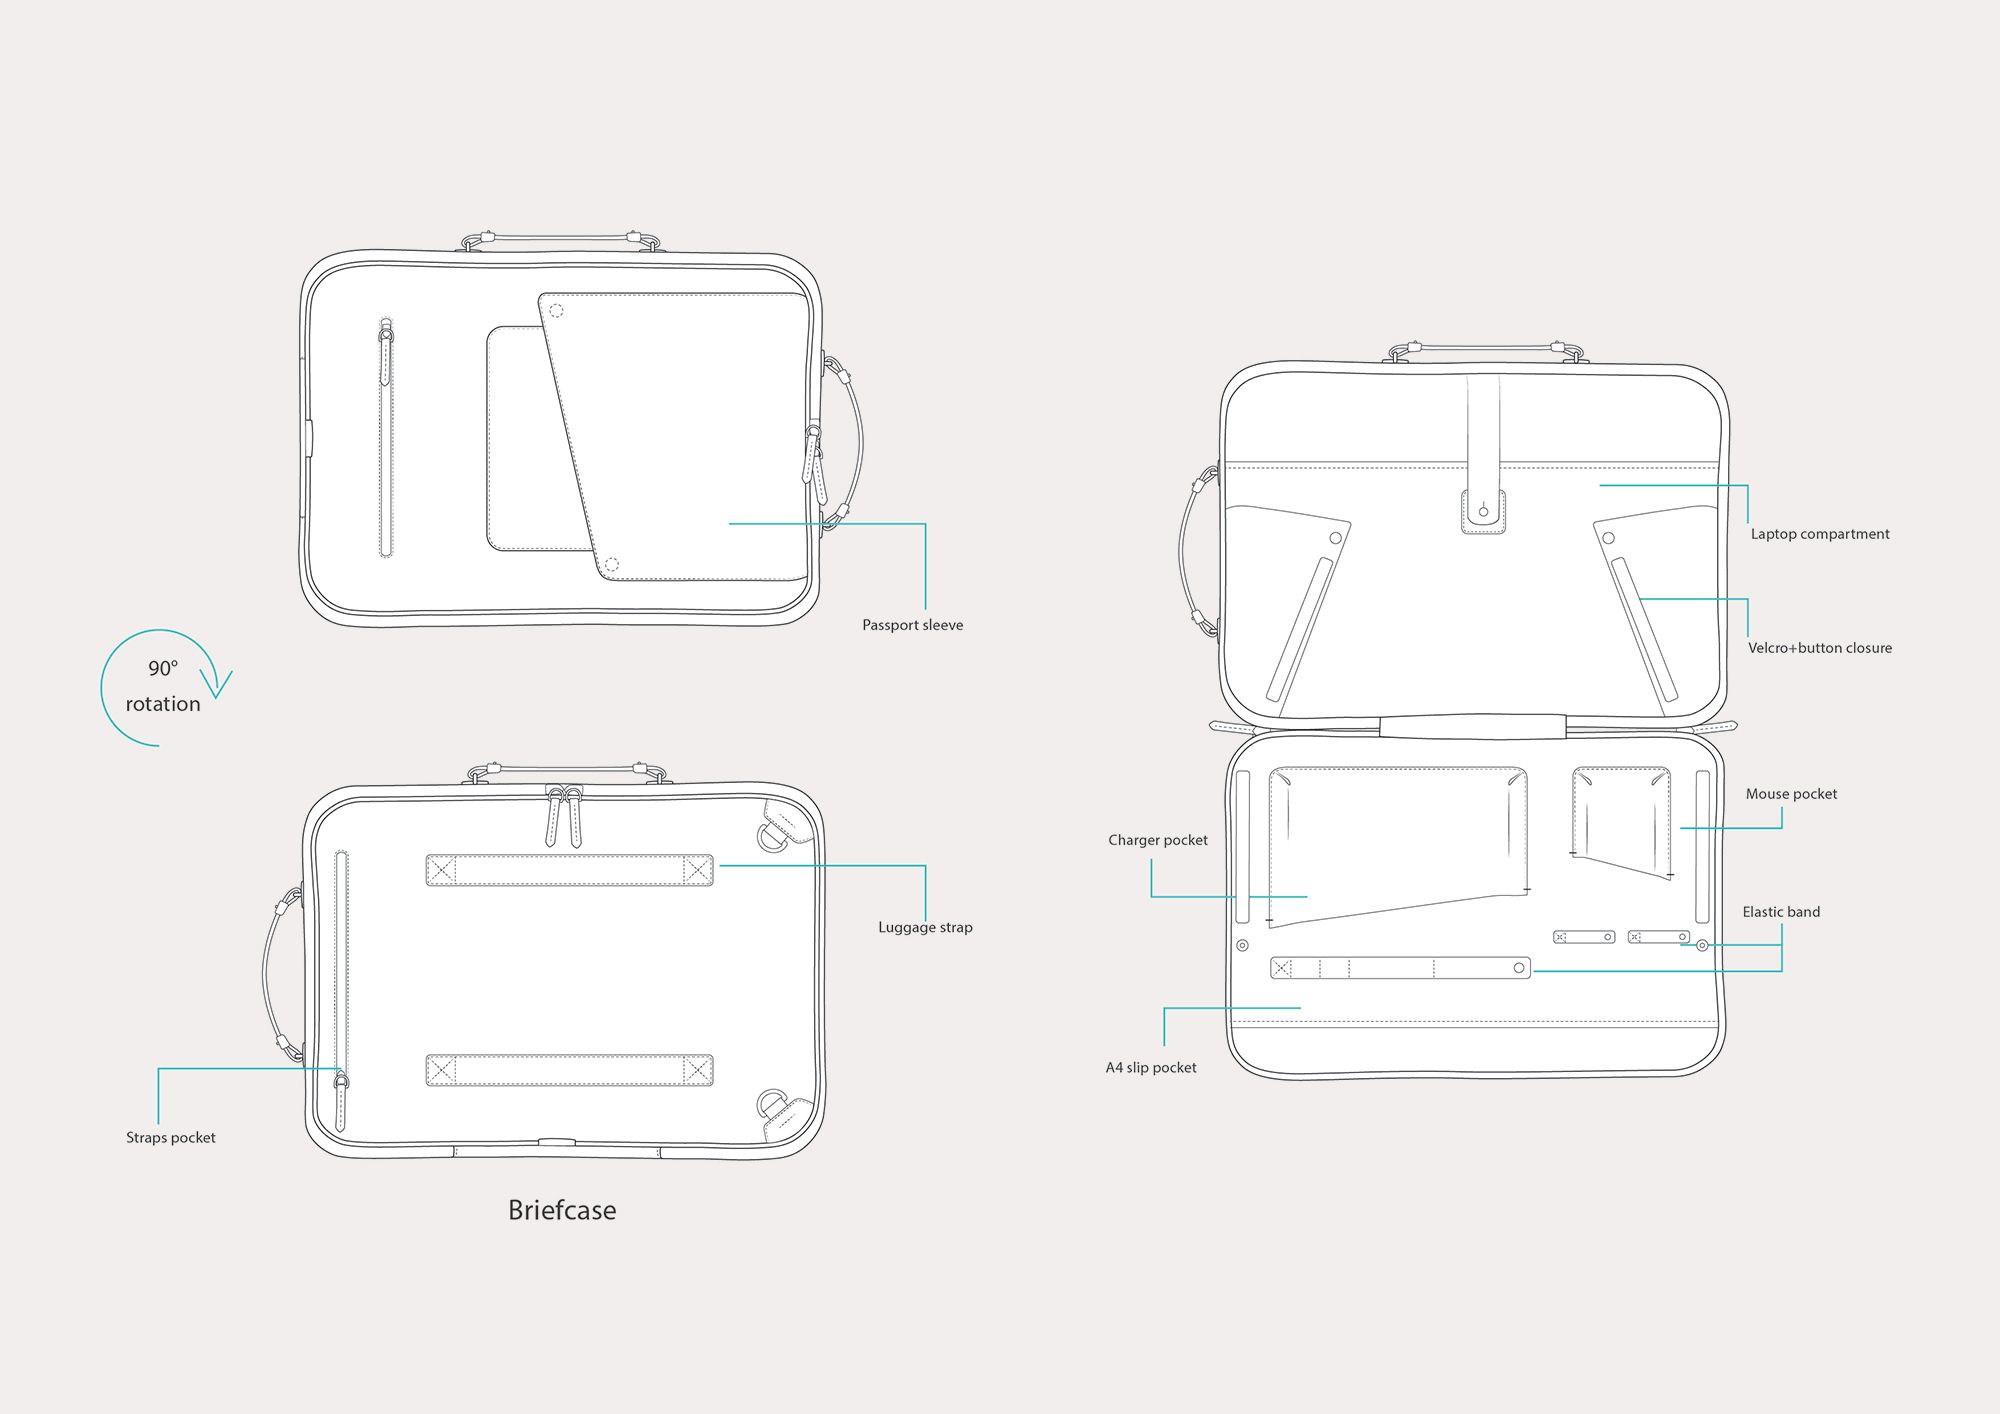 Passport sleeve
90°
rotation
Luggage strap
Straps pocket
Briefcase
Laptop compartment
Velcro+button closure
Mouse pocket
Charger pocket
Elastic band
A4 slip pocket